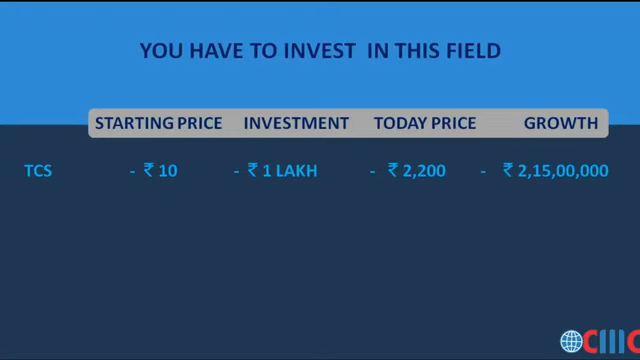 YOU HAVE TO INVEST IN THIS FIELD
STARTING PRICE INVESTMENT TODAY PRICE GROWTH
TCS - ₹ 10 - ₹ 1 LAKH - ₹ 2,200 - ₹ 2,15,00,000